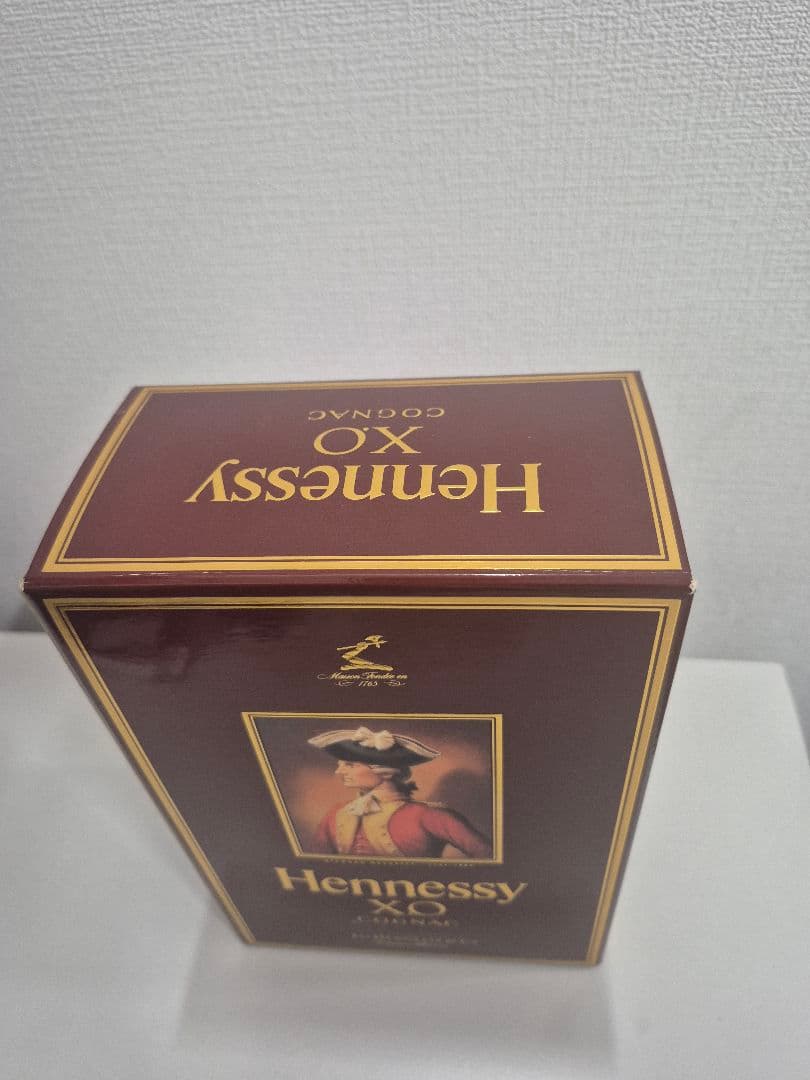 Hennessy
X.O
COGNAC
Maison Fondée en
1765
Hennessy
X.O
COGNAC